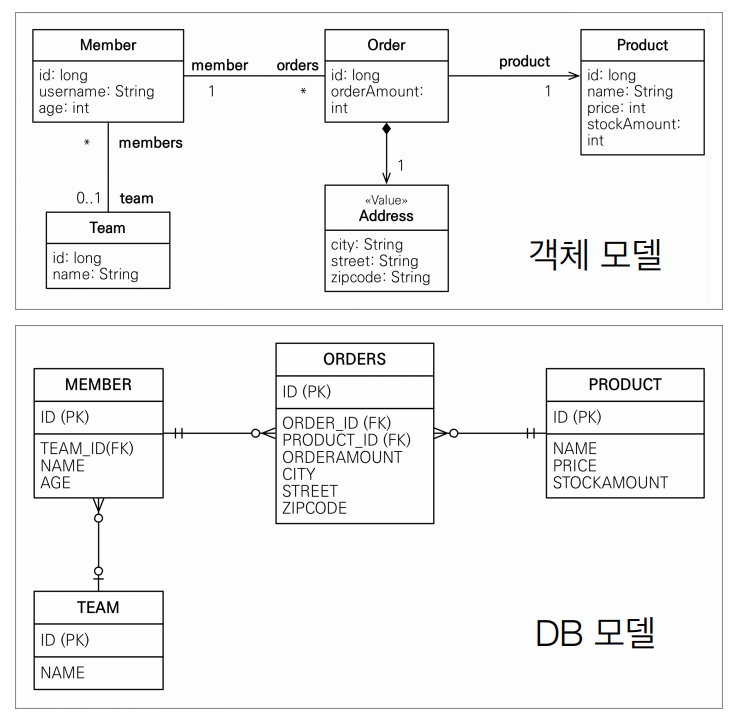 Member
id: long
username: String
age: int
member
1
orders
*
Order
id: long
orderAmount:
int
product
1
Product
id: long
name: String
price: int
stockAmount:
int
* members
0..1 team
Team
id: long
name: String
1
«Value»
Address
city: String
street: String
zipcode: String
객체 모델
MEMBER
ID (PK)
TEAM_ID(FK)
NAME
AGE
ORDERS
ID (PK)
ORDER_ID (FK)
PRODUCT_ID (FK)
ORDERAMOUNT
CITY
STREET
ZIPCODE
PRODUCT
ID (PK)
NAME
PRICE
STOCKAMOUNT
TEAM
ID (PK)
NAME
DB 모델